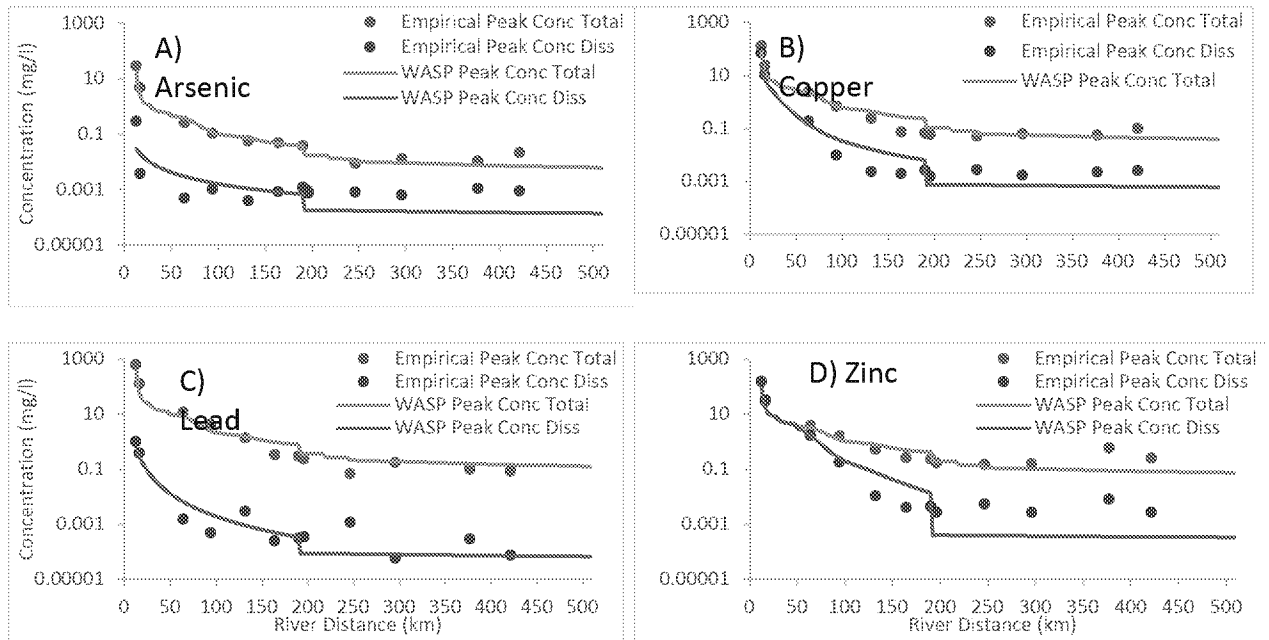 1000
10
0.1
0.001
0.00001
Concentration (mg/l)
A)
Arsenic
Empirical Peak Conc Total
Empirical Peak Conc Diss
WASP Peak Conc Total
WASP Peak Conc Diss
0 50 100 150 200 250 300 350 400 450 500
1000
10
0.1
0.001
0.00001
B)
Copper
Empirical Peak Conc Total
Empirical Peak Conc Diss
WASP Peak Conc Total
0 50 100 150 200 250 300 350 400 450 500
1000
10
0.1
0.001
0.00001
Concentration (mg/l)
C)
Lead
Empirical Peak Conc Total
Empirical Peak Conc Diss
WASP Peak Conc Total
WASP Peak Conc Diss
0 50 100 150 200 250 300 350 400 450 500
River Distance (km)
1000
10
0.1
0.001
0.00001
D) Zinc
Empirical Peak Conc Total
Empirical Peak Conc Diss
WASP Peak Conc Total
WASP Peak Conc Diss
0 50 100 150 200 250 300 350 400 450 500
River Distance (km)